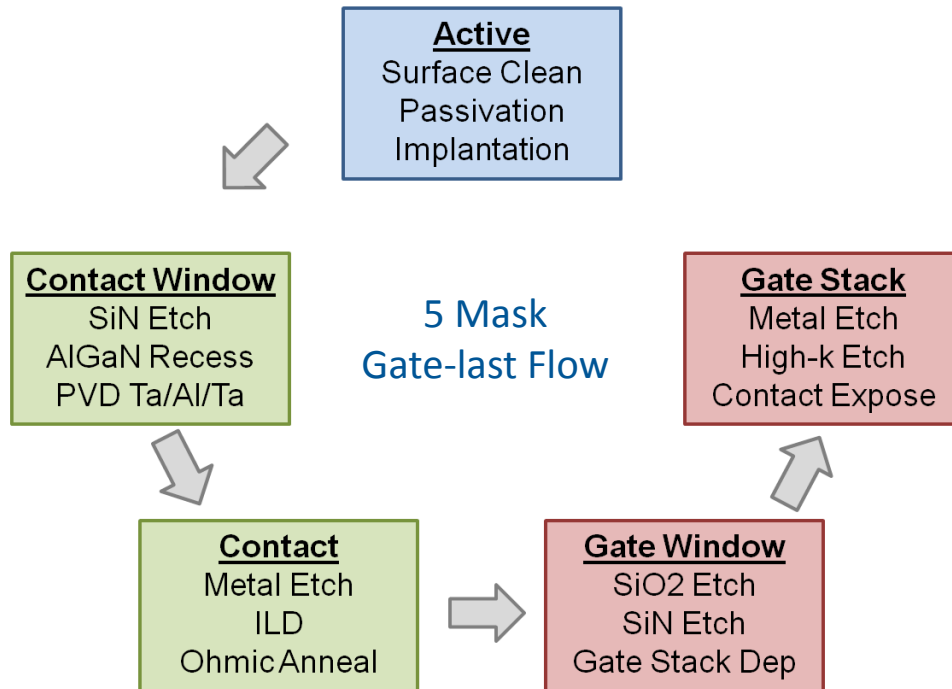 Active
Surface Clean
Passivation
Implantation
Contact Window
SiN Etch
AlGaN Recess
PVD Ta/Al/Ta
5 Mask
Gate-last Flow
Gate Stack
Metal Etch
High-k Etch
Contact Expose
Contact
Metal Etch
ILD
Ohmic Anneal
Gate Window
SiO2 Etch
SiN Etch
Gate Stack Dep